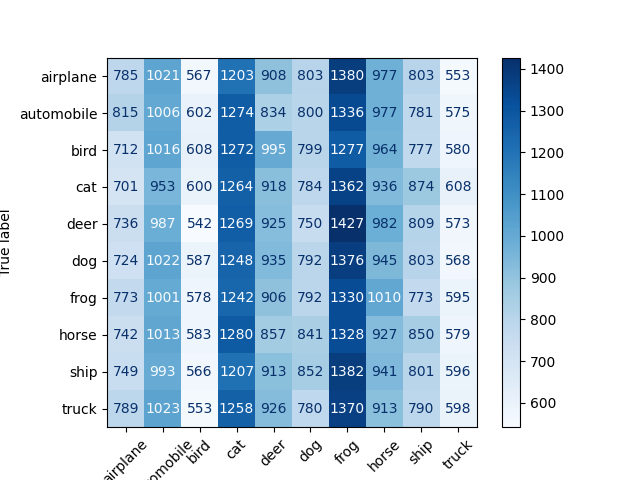 airplane 785 1021 567 1203 908 803 1380 977 803 553
automobile 815 1006 602 1274 834 800 1336 977 781 575
bird 712 1016 608 1272 995 799 1277 964 777 580
cat 701 953 600 1264 918 784 1362 936 874 608
deer 736 987 542 1269 925 750 1427 982 809 573
dog 724 1022 587 1248 935 792 1376 945 803 568
frog 773 1001 578 1242 906 792 1330 1010 773 595
horse 742 1013 583 1280 857 841 1328 927 850 579
ship 749 993 566 1207 913 852 1382 941 801 596
truck 789 1023 553 1258 926 780 1370 913 790 598
airplane omobile bird cat deer dog frog horse ship truck
True label
1400
1300
1200
1100
1000
900
800
700
600